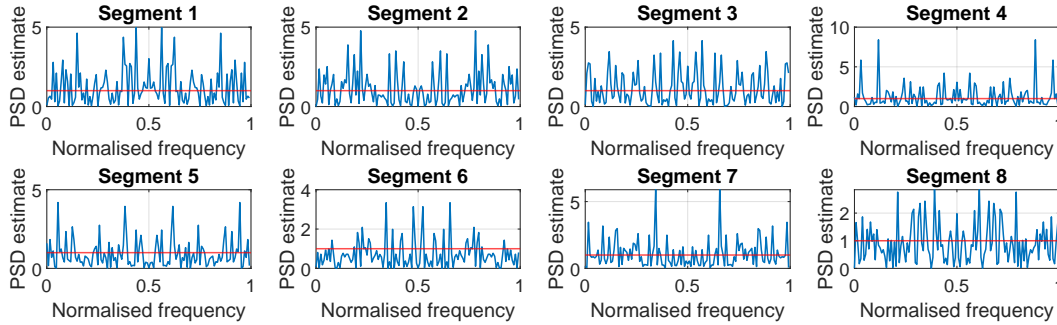 Segment 1
PSD estimate
5
0
0
0.5
1
Normalised frequency
Segment 2
PSD estimate
5
0
0
0.5
1
Normalised frequency
Segment 3
PSD estimate
5
0
0
0.5
1
Normalised frequency
Segment 4
PSD estimate
10
5
0
0
0.5
1
Normalised frequency
Segment 5
PSD estimate
5
0
0
0.5
1
Normalised frequency
Segment 6
PSD estimate
4
2
0
0
0.5
1
Normalised frequency
Segment 7
PSD estimate
5
0
0
0.5
1
Normalised frequency
Segment 8
PSD estimate
2
1
0
0
0.5
1
Normalised frequency